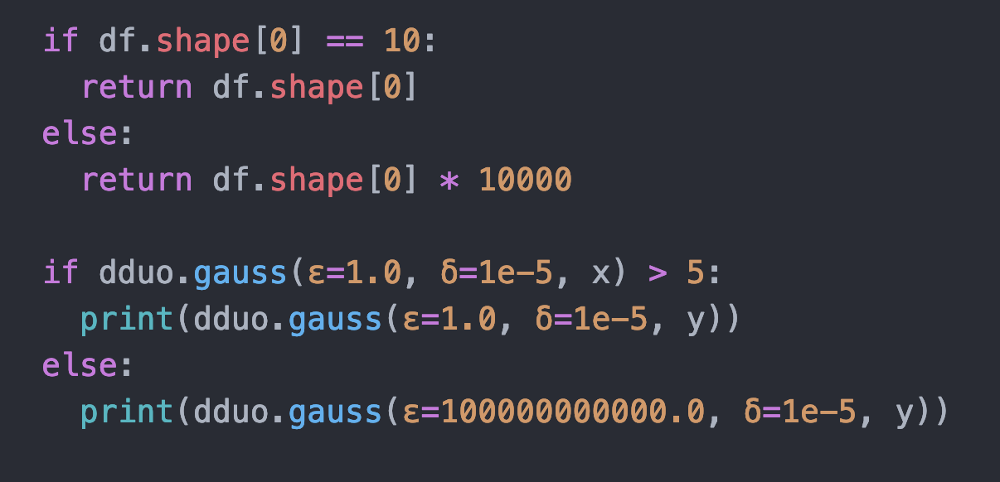 if df.shape[0] == 10:
  return df.shape[0]
else:
  return df.shape[0] * 10000

if dduo.gauss(ε=1.0, δ=1e-5, x) > 5:
  print(dduo.gauss(ε=1.0, δ=1e-5, y))
else:
  print(dduo.gauss(ε=100000000000.0, δ=1e-5, y))